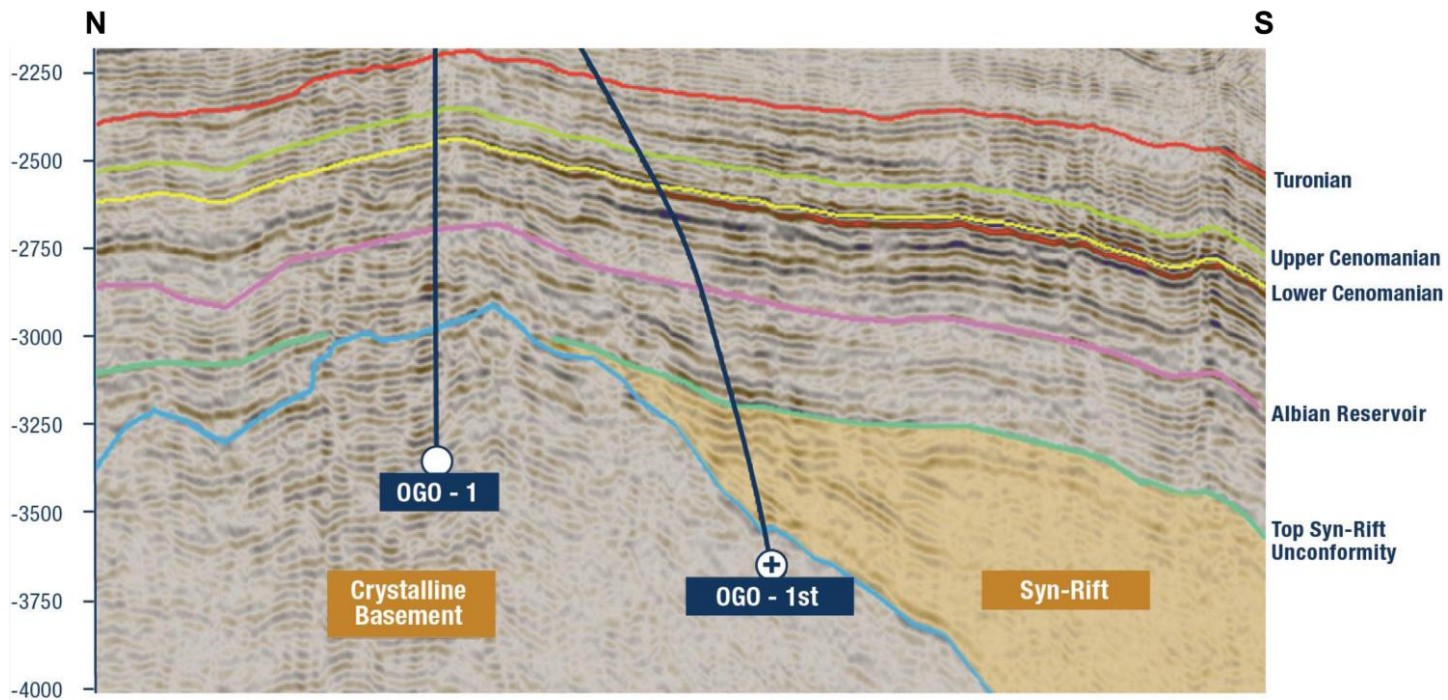 N
S
-2250
-2500
-2750
-3000
-3250
-3500
-3750
-4000
Turonian
Upper Cenomanian
Lower Cenomanian
Albian Reservoir
Top Syn-Rift
Unconformity
OGO - 1
OGO - 1st
Crystalline
Basement
Syn-Rift